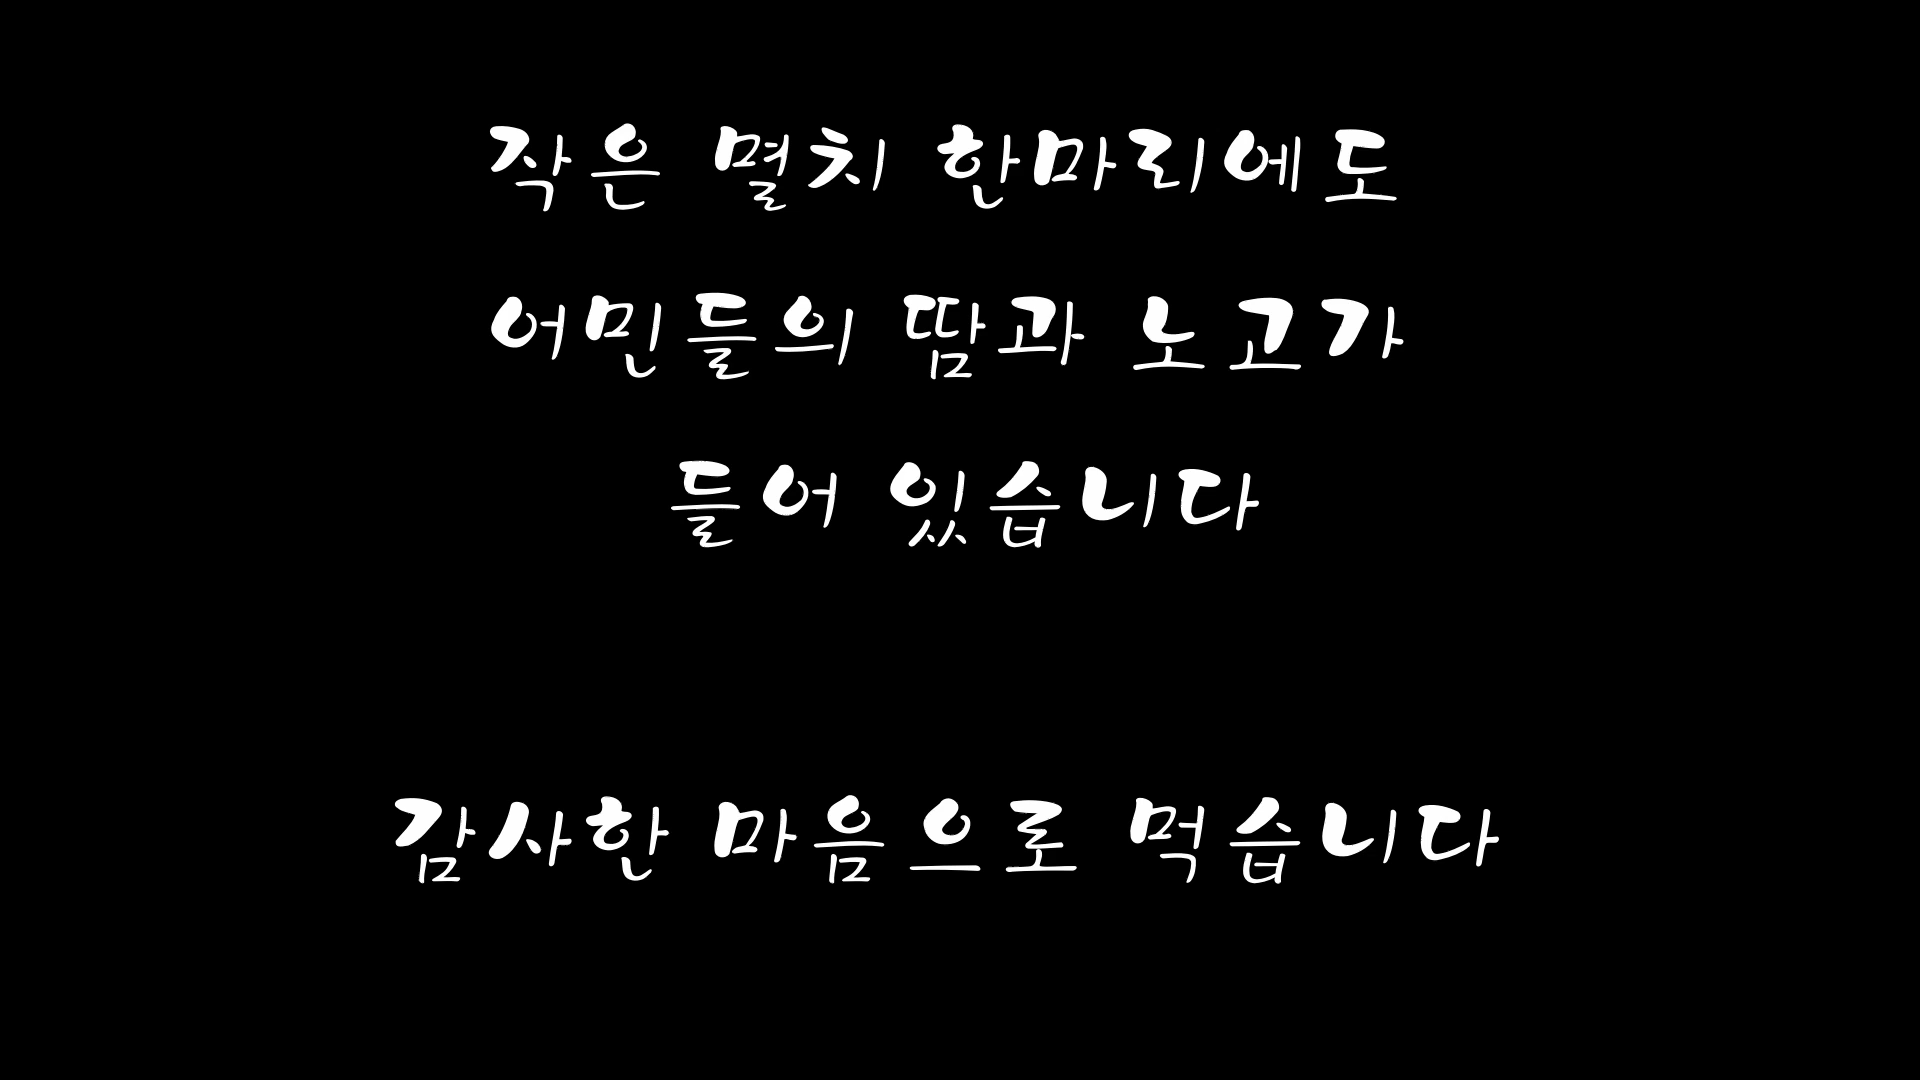 작은 멸치 한마리에도
어민들의 땀과 노고가
들어 있습니다
감사한 마음으로 먹습니다